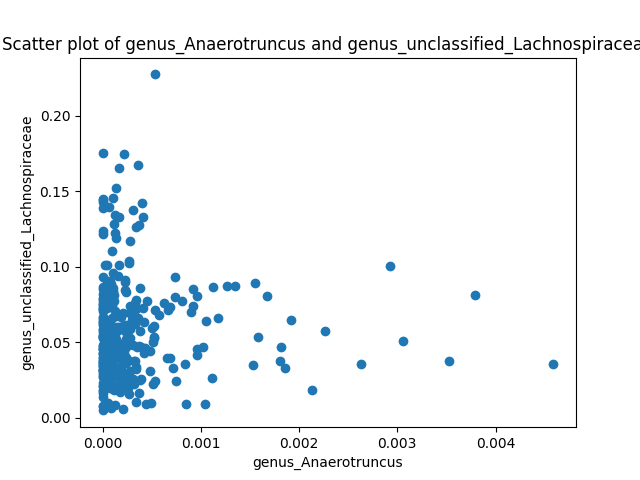 Scatter plot of genus_Anaerotruncus and genus_unclassified_Lachnospiracea
genus_unclassified_Lachnospiraceae
0.20
0.15
0.10
0.05
0.00
0.000 0.001 0.002 0.003 0.004
genus_Anaerotruncus